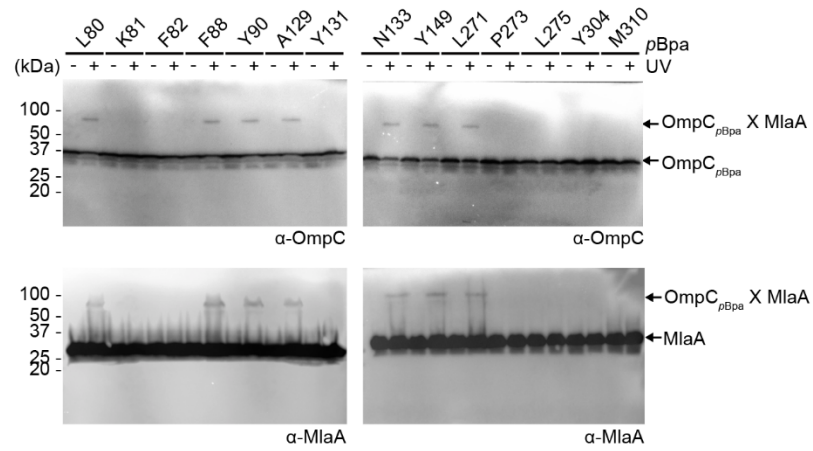 L80 K81 F82 F88 Y90 A129 Y131 N133 Y149 L271 P273 L275 Y304 M310 pBpa
(kDa) - + - + - + - + - + - + - + - + - + - + - + - + - + - + UV
100 -
50 -
37 -
25 -
20 -
OmpCpBpa X MlaA
OmpCpBpa
α-OmpC α-OmpC
100 -
50 -
37 -
25 -
20 -
OmpCpBpa X MlaA
MlaA
α-MlaA α-MlaA